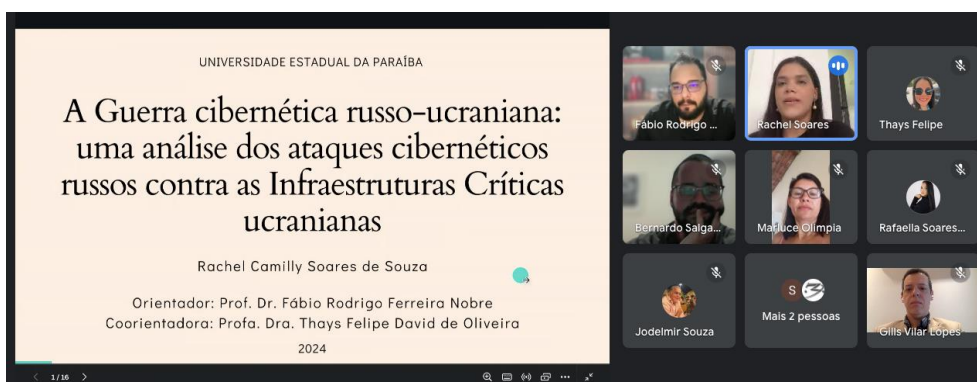 UNIVERSIDADE ESTADUAL DA PARAÍBA
A Guerra cibernética russo-ucraniana:
uma análise dos ataques cibernéticos
russos contra as Infraestruturas Críticas
ucranianas
Rachel Camilly Soares de Souza
Orientador: Prof. Dr. Fábio Rodrigo Ferreira Nobre
Coorientadora: Profa. Dra. Thays Felipe David de Oliveira
2024
1/16
Fábio Rodrigo ...
Rachel Soares
Thays Felipe
Bernardo Salga...
Marluce Olimpia
Rafaella Soares...
Jodelmir Souza
S
Mais 2 pessoas
Gills Vilar Lopes